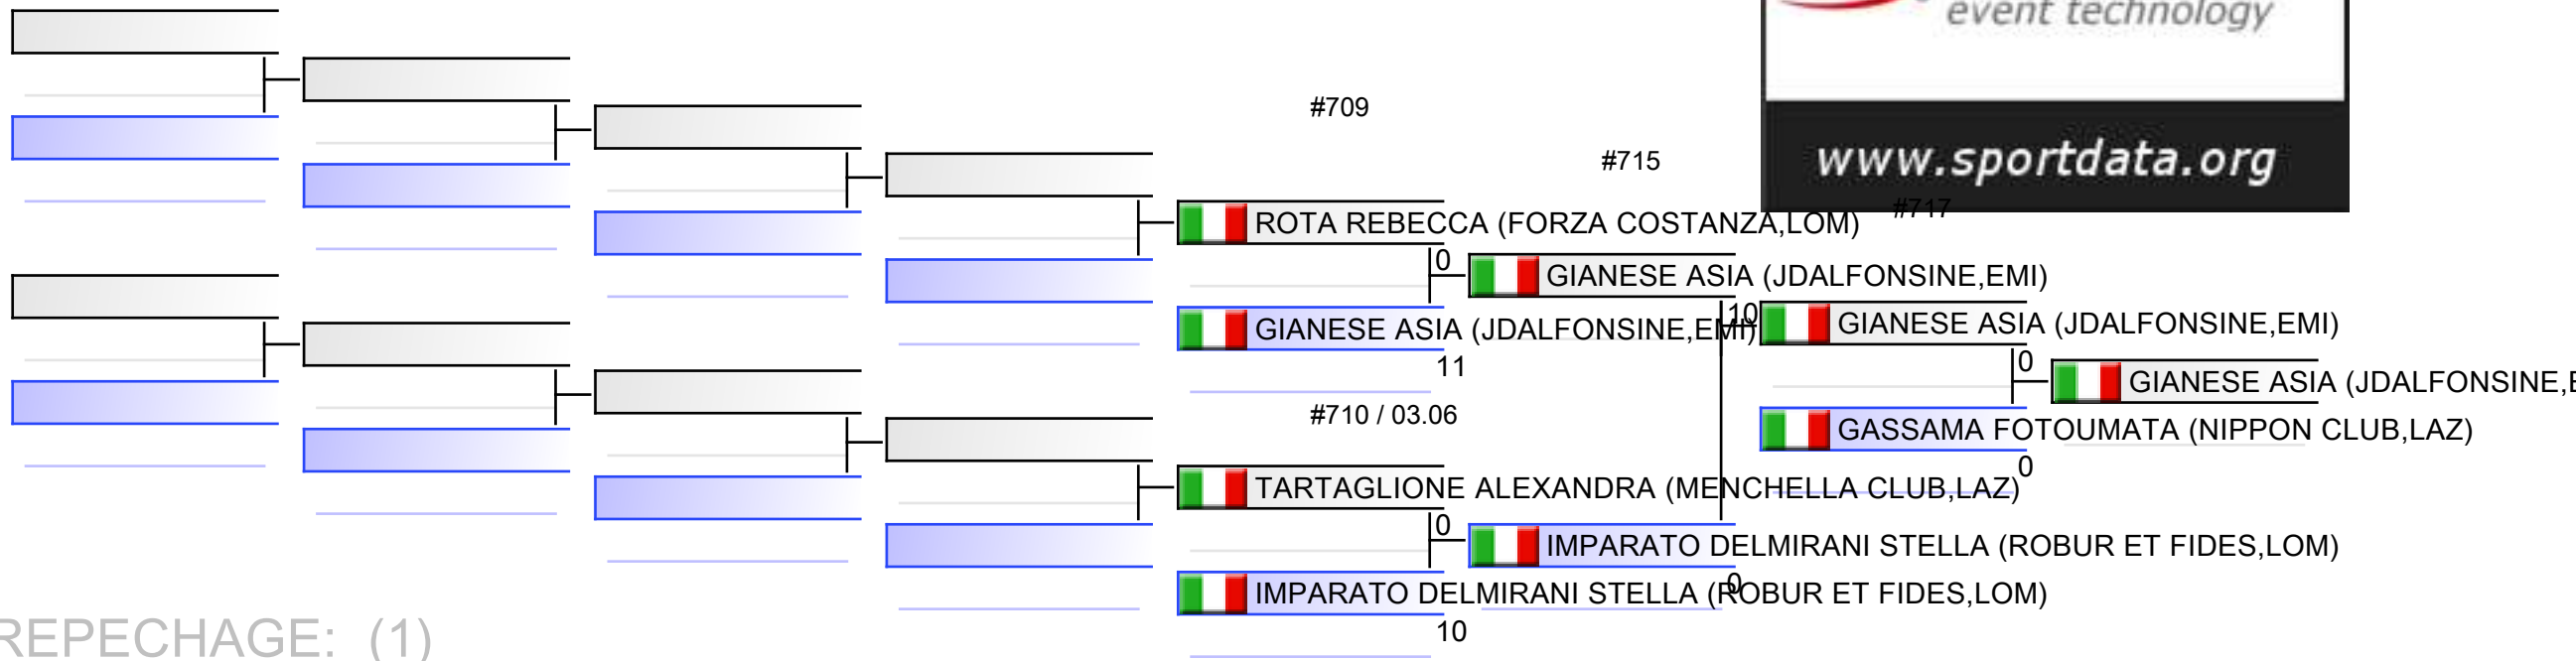 event technology
www.sportdata.org
#709
#715
#717
ROTA REBECCA (FORZA COSTANZA,LOM)
0
GIANESE ASIA (JDALFONSINE,EMI)
10
GIANESE ASIA (JDALFONSINE,EMI)
GIANESE ASIA (JDALFONSINE,EMI)
11
0
GIANESE ASIA (JDALFONSINE,E
#710 / 03.06
GASSAMA FOTOUMATA (NIPPON CLUB,LAZ)
0
TARTAGLIONE ALEXANDRA (MENCHELLA CLUB,LAZ)
0
IMPARATO DELMIRANI STELLA (ROBUR ET FIDES,LOM)
0
IMPARATO DELMIRANI STELLA (ROBUR ET FIDES,LOM)
10
REPECHAGE: (1)